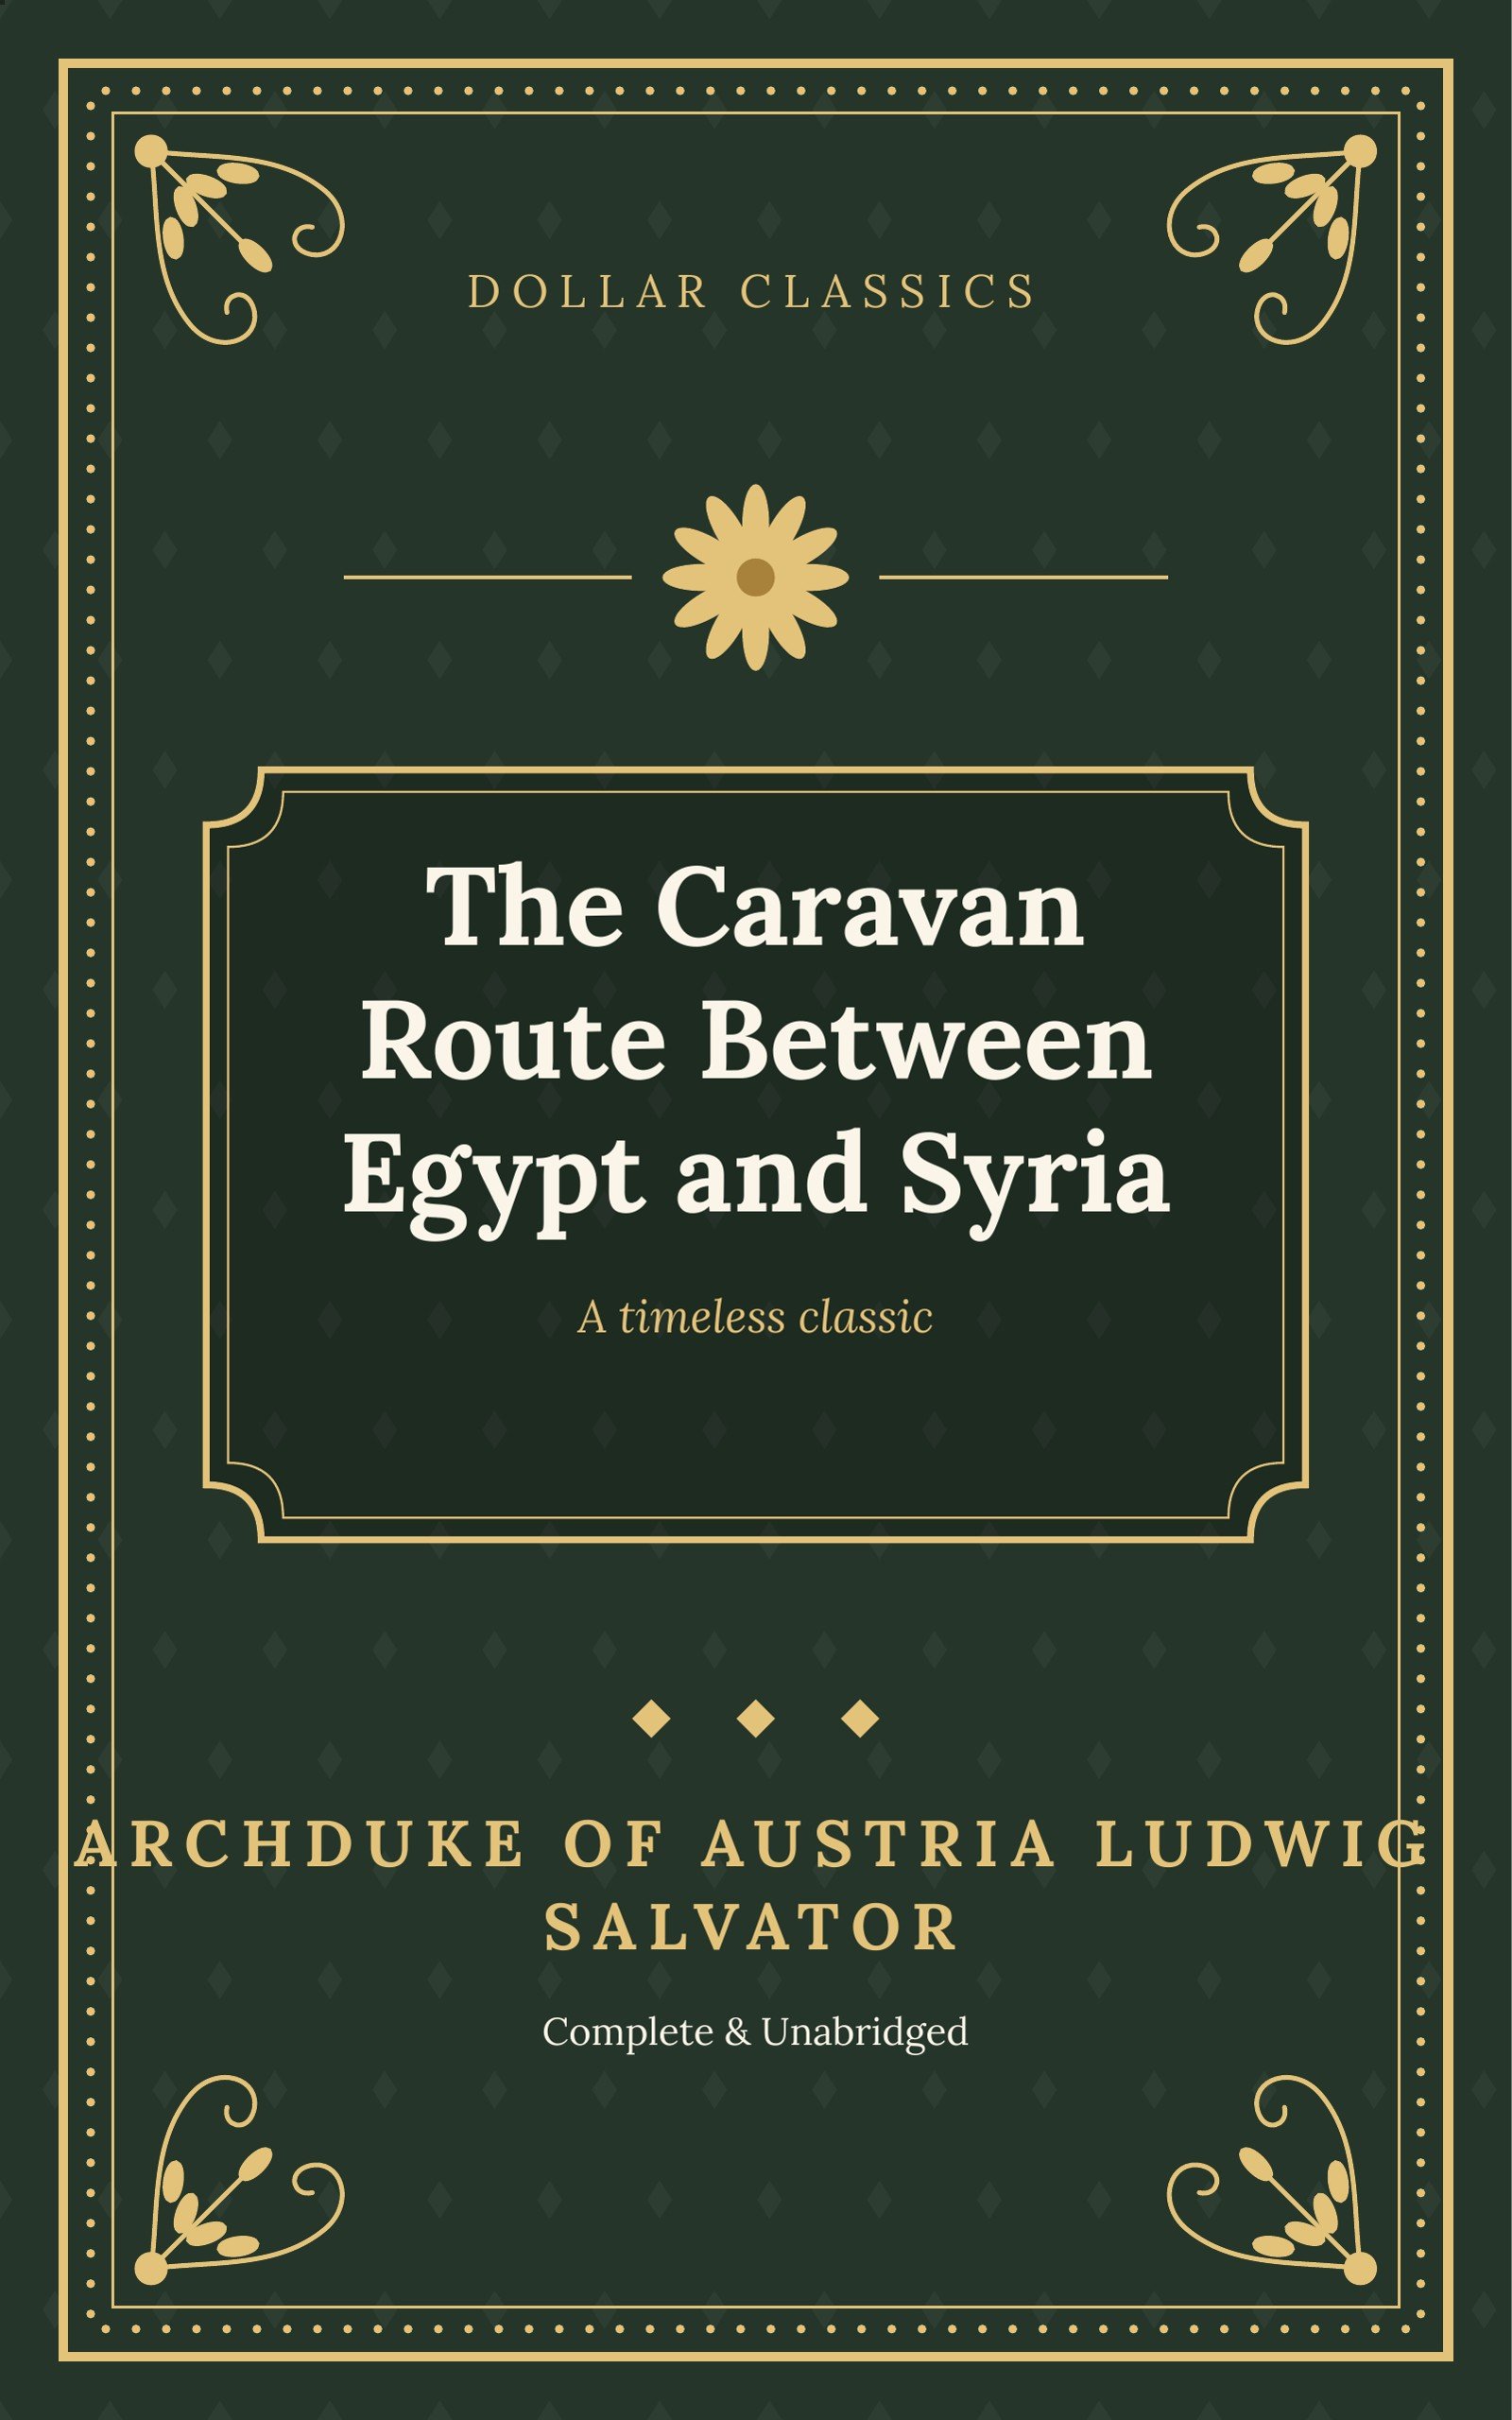 DOLLAR CLASSICS
The Caravan
Route Between
Egypt and Syria
A timeless classic
ARCHDUKE OF AUSTRIA LUDWIG
SALVATOR
Complete & Unabridged